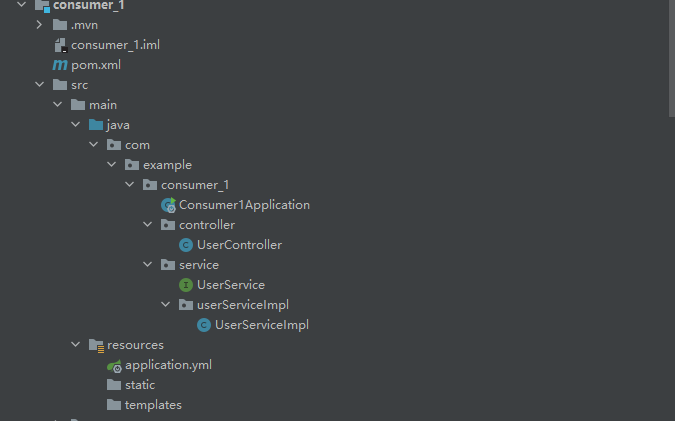 consumer_1
.mvn
consumer_1.iml
pom.xml
src
main
java
com
example
consumer_1
Consumer1Application
controller
UserController
service
UserService
userServiceImpl
UserServiceImpl
resources
application.yml
static
templates